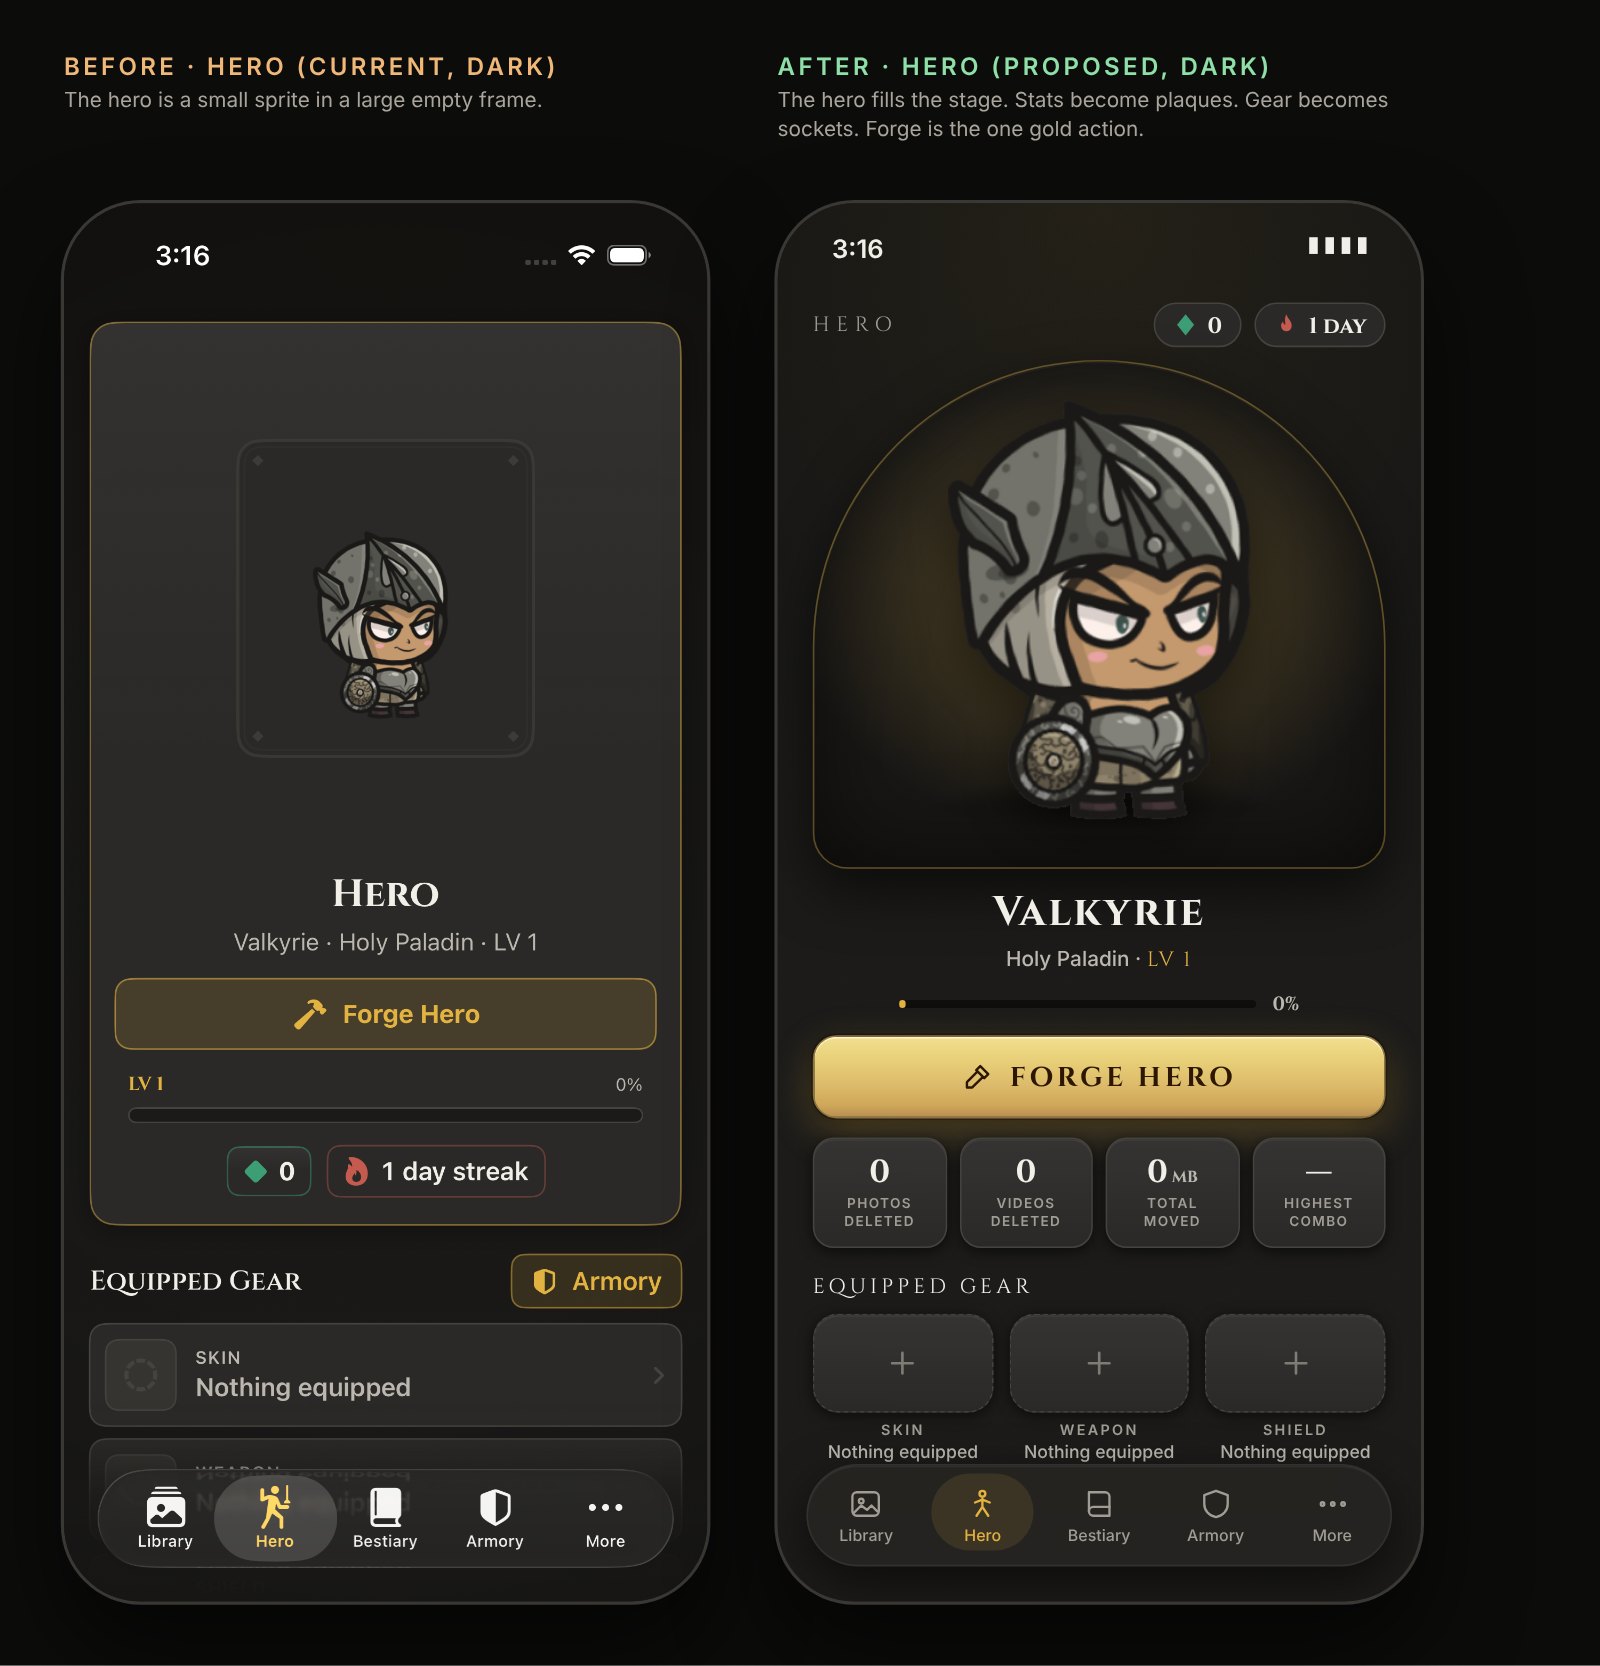 BEFORE · HERO (CURRENT, DARK)
The hero is a small sprite in a large empty frame.
3:16
HERO
Valkyrie · Holy Paladin · LV 1
Forge Hero
LV 1
0%
0
1 day streak
EQUIPPED GEAR
Armory
SKIN
Nothing equipped
WEAPON
Library
Hero
Bestiary
Armory
More
AFTER · HERO (PROPOSED, DARK)
The hero fills the stage. Stats become plaques. Gear becomes
sockets. Forge is the one gold action.
3:16
HERO
0
1 DAY
VALKYRIE
Holy Paladin · LV 1
0%
FORGE HERO
0
PHOTOS
DELETED
0
VIDEOS
DELETED
0 MB
TOTAL
MOVED
—
HIGHEST
COMBO
EQUIPPED GEAR
SKIN
Nothing equipped
WEAPON
Nothing equipped
SHIELD
Nothing equipped
Library
Hero
Bestiary
Armory
More